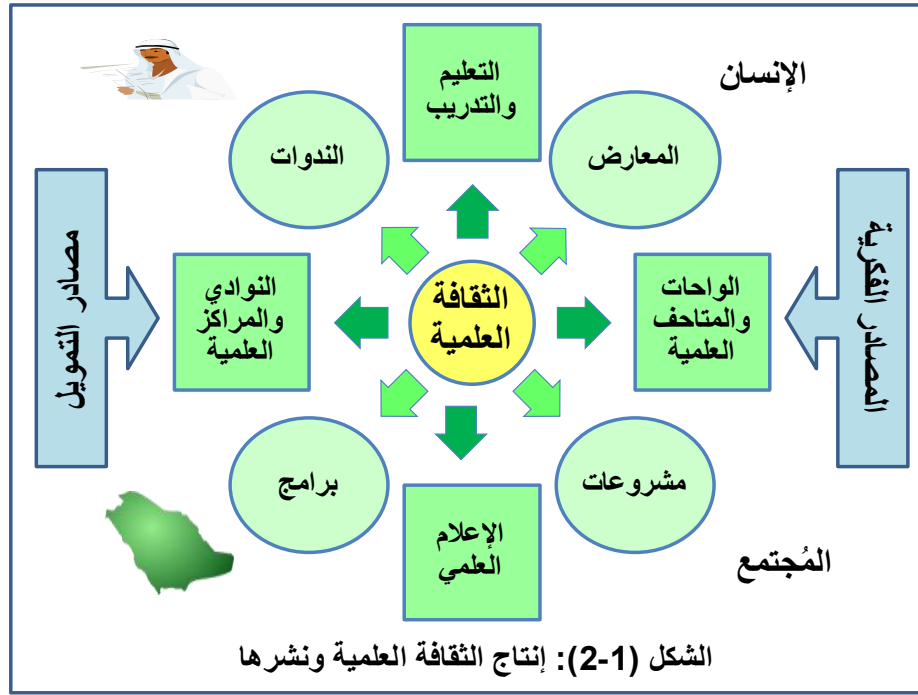 الإنسان
التعليم
والتدريب
المعارض
الندوات
المصادر الفكرية
الواحات
والمتاحف
العلمية
الثقافة
العلمية
النوادي
والمراكز
العلمية
مصادر التمويل
مشروعات
برامج
الإعلام
العلمي
المُجتمع
الشكل (1-2): إنتاج الثقافة العلمية ونشرها